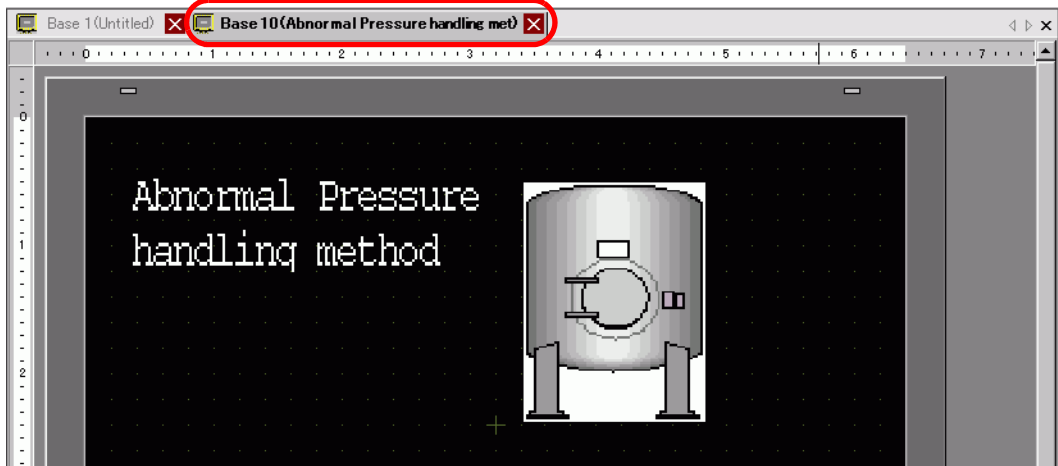 Base 1(Untitled) Base 10(Abnormal Pressure handling met)
0 1 2 3 4 5 6 7
Abnormal Pressure
handling method
0
1
2